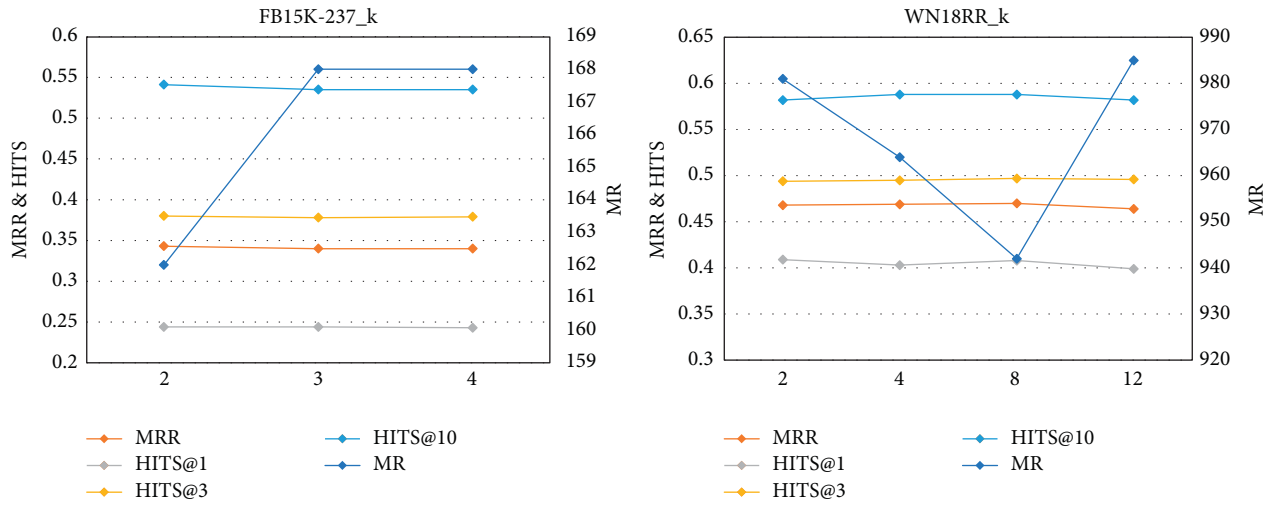 FB15K-237_k
0.6
0.55
0.5
0.45
0.4
0.35
0.3
0.25
0.2
MRR & HITS
169
168
167
166
165
164
163
162
161
160
159
MR
2 3 4
MRR
HITS@1
HITS@3
HITS@10
MR
WN18RR_k
0.65
0.6
0.55
0.5
0.45
0.4
0.35
0.3
MRR & HITS
990
980
970
960
950
940
930
920
MR
2 4 8 12
MRR
HITS@1
HITS@3
HITS@10
MR